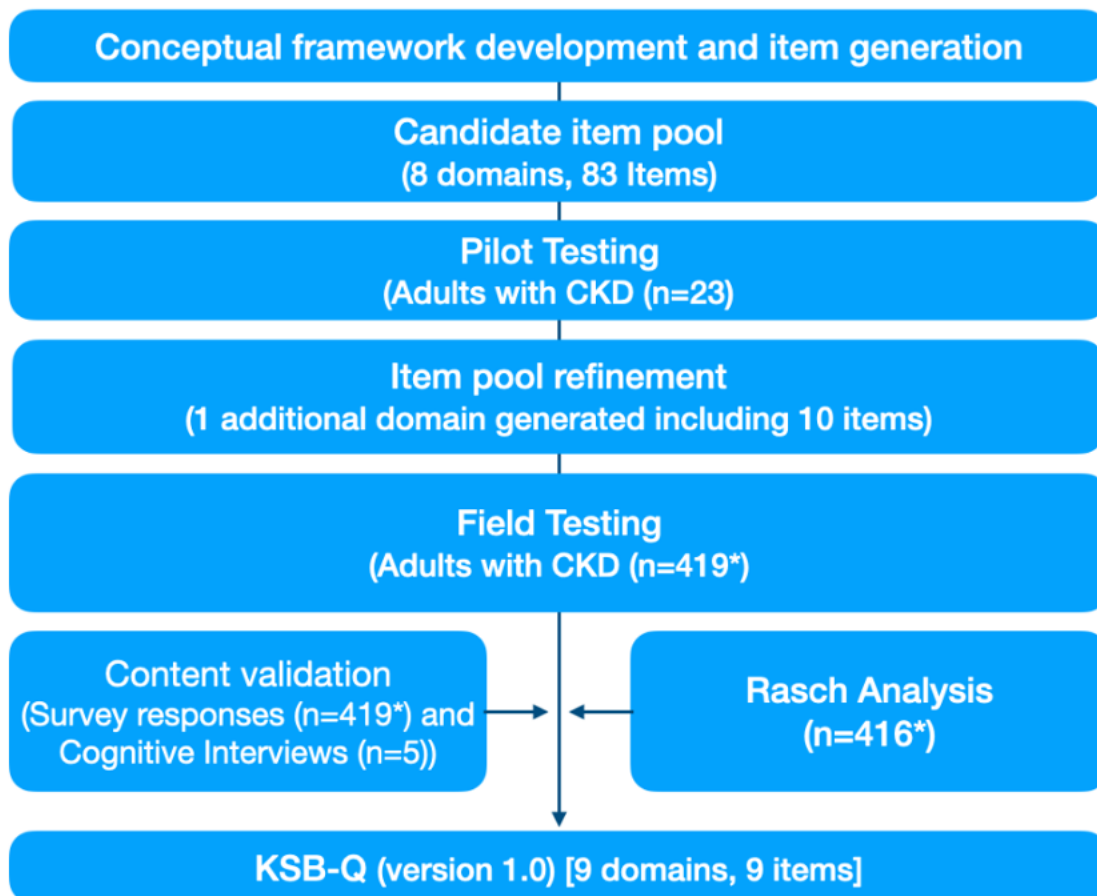 Conceptual framework development and item generation
Candidate item pool
(8 domains, 83 Items)
Pilot Testing
(Adults with CKD (n=23)
Item pool refinement
(1 additional domain generated including 10 items)
Field Testing
(Adults with CKD (n=419*)
Content validation
(Survey responses (n=419*) and
Cognitive Interviews (n=5))
Rasch Analysis
(n=416*)
KSB-Q (version 1.0) [9 domains, 9 items]